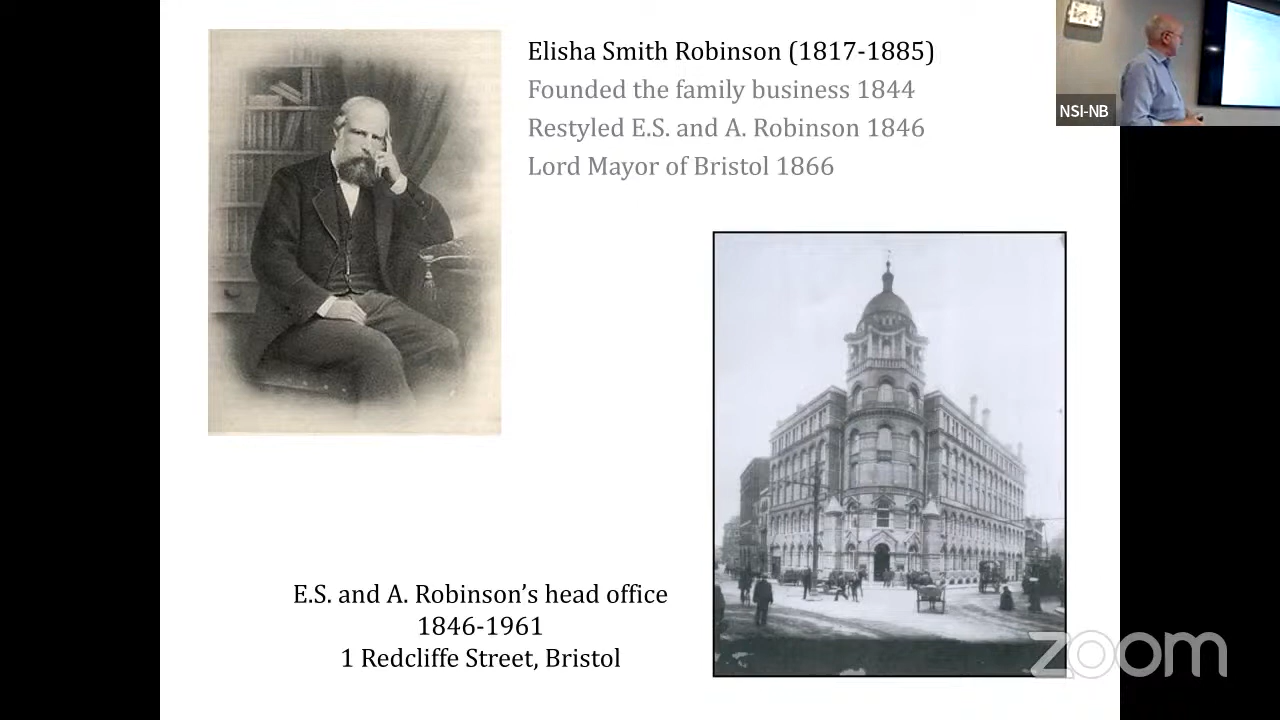 Elisha Smith Robinson (1817-1885)
Founded the family business 1844
Restyled E.S. and A. Robinson 1846
Lord Mayor of Bristol 1866
NSI-NB
E.S. and A. Robinson’s head office
1846-1961
1 Redcliffe Street, Bristol
zoom